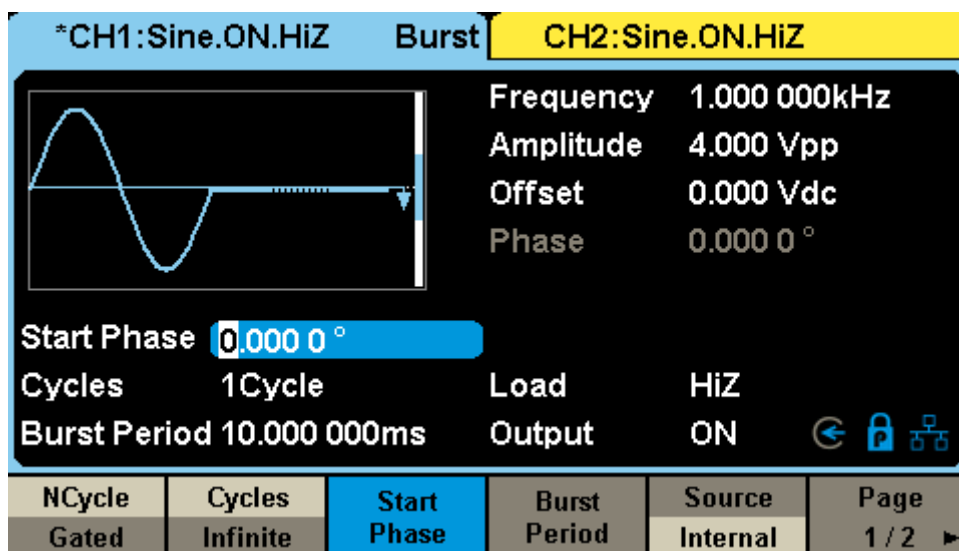 *CH1:Sine.ON.HiZ Burst CH2:Sine.ON.HiZ
Frequency 1.000 000kHz
Amplitude 4.000 Vpp
Offset 0.000 Vdc
Phase 0.000 0 °
Start Phase 0.000 0 °
Cycles 1Cycle Load HiZ
Burst Period 10.000 000ms Output ON P
NCycle Cycles Start Burst Source Page
Gated Infinite Phase Period Internal 1 / 2 ►